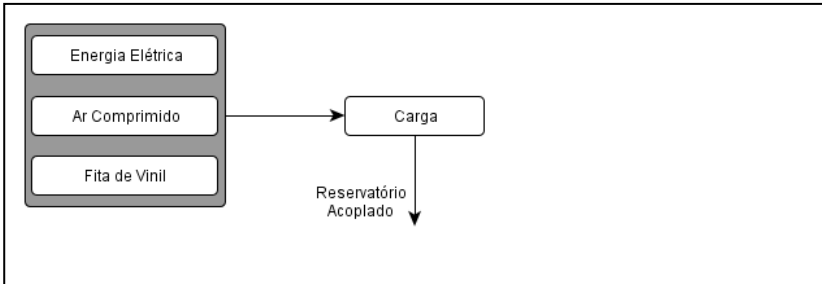 Energia Elétrica
Ar Comprimido
Carga
Fita de Vinil
Reservatório
Acoplado